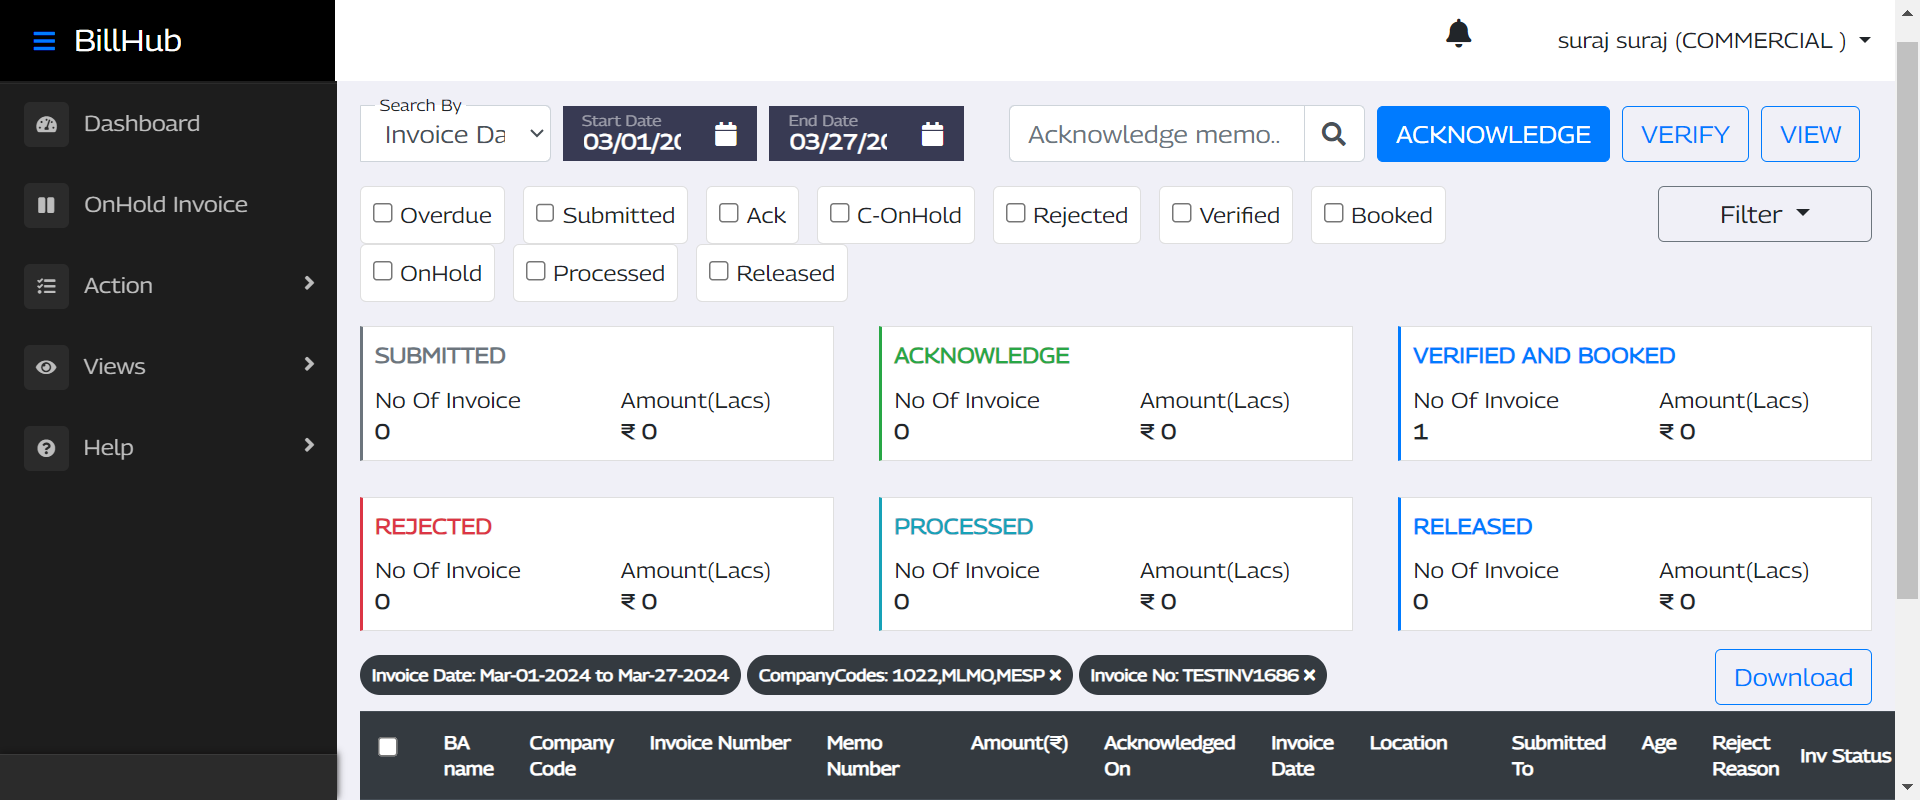 BillHub
suraj suraj (COMMERCIAL )
Dashboard
OnHold Invoice
Action
Views
Help
Search By
Invoice Da
Start Date
03/01/20
End Date
03/27/20
Acknowledge memo..
ACKNOWLEDGE
VERIFY
VIEW
Overdue
Submitted
Ack
C-OnHold
Rejected
Verified
Booked
Filter
OnHold
Processed
Released
SUBMITTED
No Of Invoice
Amount(Lacs)
0
₹ 0
ACKNOWLEDGE
No Of Invoice
Amount(Lacs)
0
₹ 0
VERIFIED AND BOOKED
No Of Invoice
Amount(Lacs)
1
₹ 0
REJECTED
No Of Invoice
Amount(Lacs)
0
₹ 0
PROCESSED
No Of Invoice
Amount(Lacs)
0
₹ 0
RELEASED
No Of Invoice
Amount(Lacs)
0
₹ 0
Invoice Date: Mar-01-2024 to Mar-27-2024
CompanyCodes: 1022,MLMO,MESP ×
Invoice No: TESTINV1686 ×
Download
BA
name
Company
Code
Invoice Number
Memo
Number
Amount(₹)
Acknowledged
On
Invoice
Date
Location
Submitted
To
Age
Reject
Reason
Inv Status